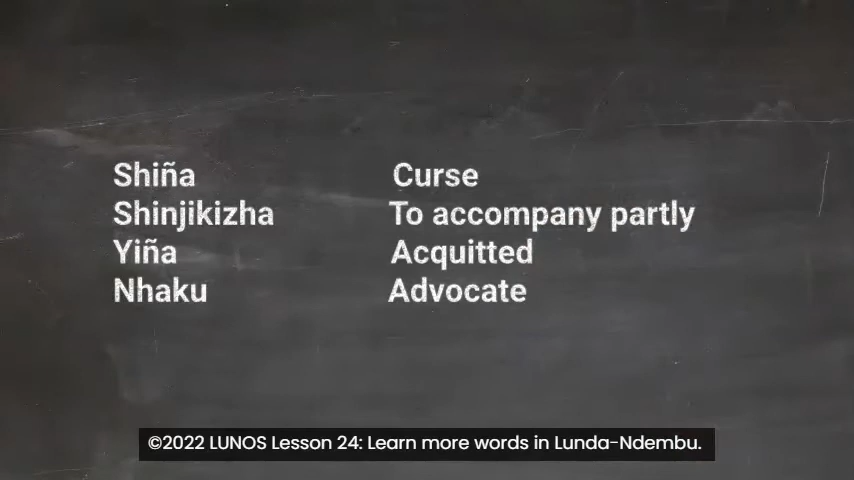 Shiña Curse
Shinjikizha To accompany partly
Yiña Acquitted
Nhaku Advocate
©2022 LUNOS Lesson 24: Learn more words in Lunda-Ndembu.